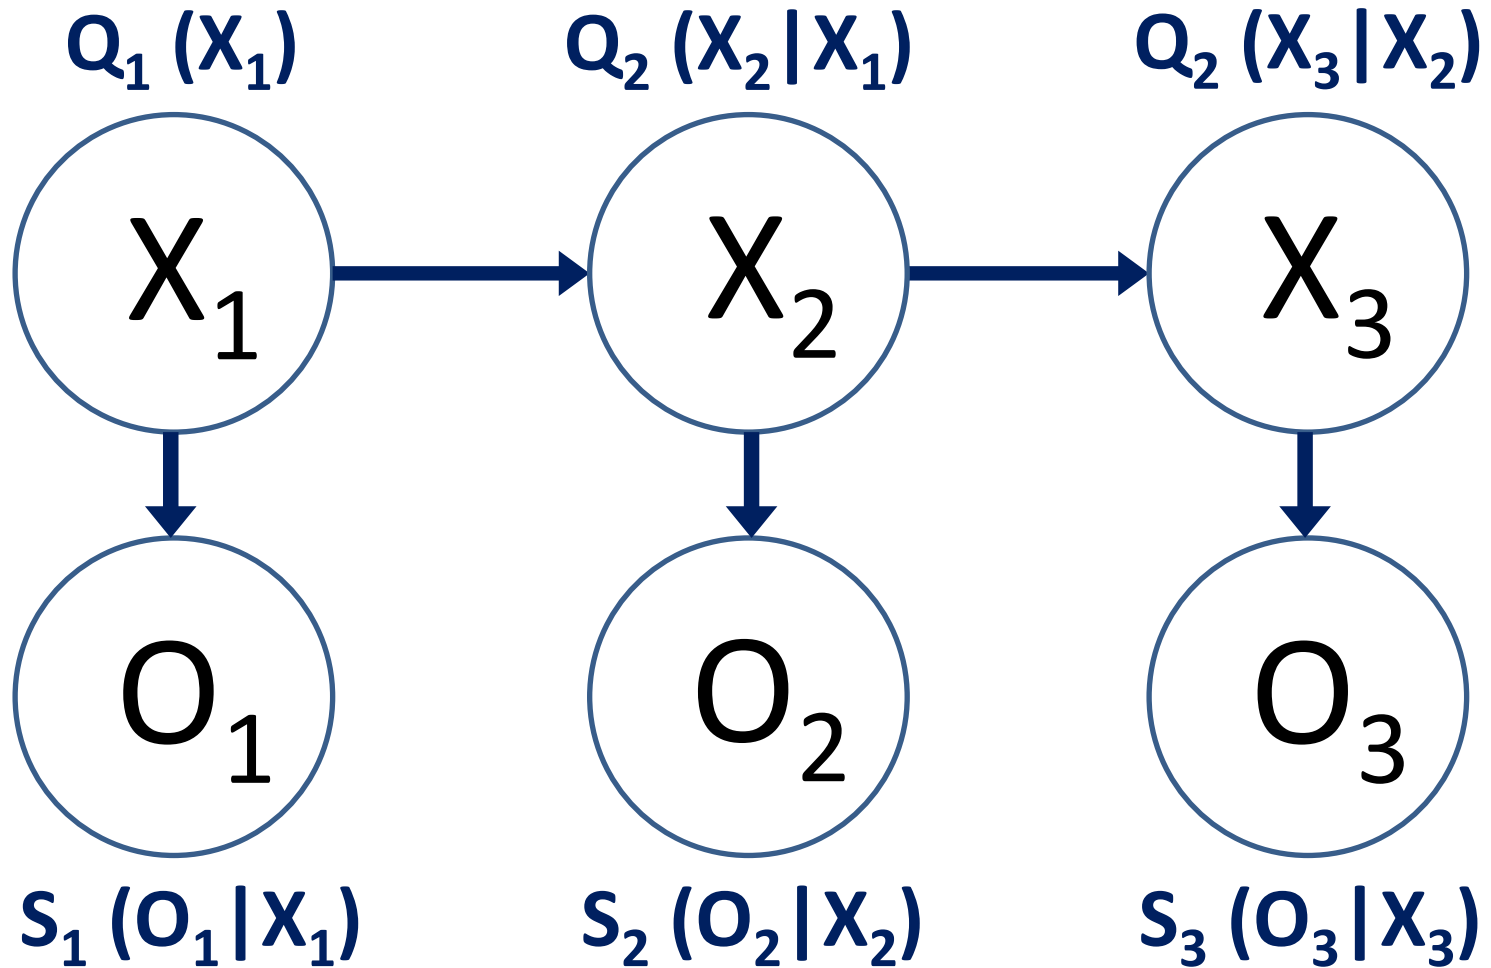 Q₁ (X₁) Q₂ (X₂|X₁) Q₂ (X₃|X₂)
X₁ X₂ X₃
O₁ O₂ O₃
S₁ (O₁|X₁) S₂ (O₂|X₂) S₃ (O₃|X₃)